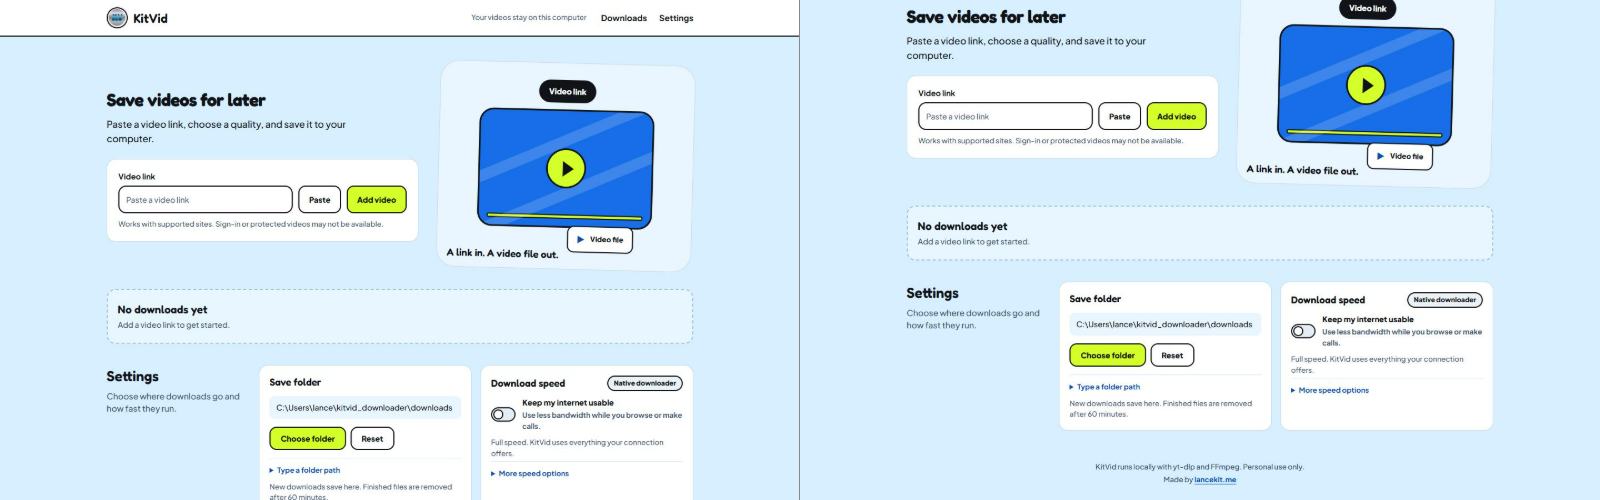 KitVid
Your videos stay on this computer
Downloads
Settings
Save videos for later
Paste a video link, choose a quality, and save it to your
computer.
Video link
Paste a video link
Paste
Add video
Works with supported sites. Sign-in or protected videos may not be available.
Video link
Video file
A link in. A video file out.
No downloads yet
Add a video link to get started.
Settings
Choose where downloads go and
how fast they run.
Save folder
C:\Users\lance\kitvid_downloader\downloads
Choose folder
Reset
Type a folder path
New downloads save here. Finished files are removed
after 60 minutes.
Download speed
Native downloader
Keep my internet usable
Use less bandwidth while you browse or make
calls.
Full speed. KitVid uses everything your connection
offers.
More speed options
Save videos for later
Paste a video link, choose a quality, and save it to your
computer.
Video link
Paste a video link
Paste
Add video
Works with supported sites. Sign-in or protected videos may not be available.
Video link
Video file
A link in. A video file out.
No downloads yet
Add a video link to get started.
Settings
Choose where downloads go and
how fast they run.
Save folder
C:\Users\lance\kitvid_downloader\downloads
Choose folder
Reset
Type a folder path
New downloads save here. Finished files are removed
after 60 minutes.
Download speed
Native downloader
Keep my internet usable
Use less bandwidth while you browse or make
calls.
Full speed. KitVid uses everything your connection
offers.
More speed options
KitVid runs locally with yt-dlp and FFmpeg. Personal use only.
Made by lancekit.me